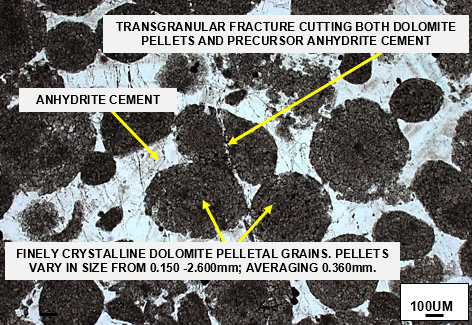 TRANSGRANULAR FRACTURE CUTTING BOTH DOLOMITE
PELLETS AND PRECURSOR ANHYDRITE CEMENT
ANHYDRITE CEMENT
FINELY CRYSTALLINE DOLOMITE PELLETAL GRAINS. PELLETS
VARY IN SIZE FROM 0.150 -2.600mm; AVERAGING 0.360mm.
100UM